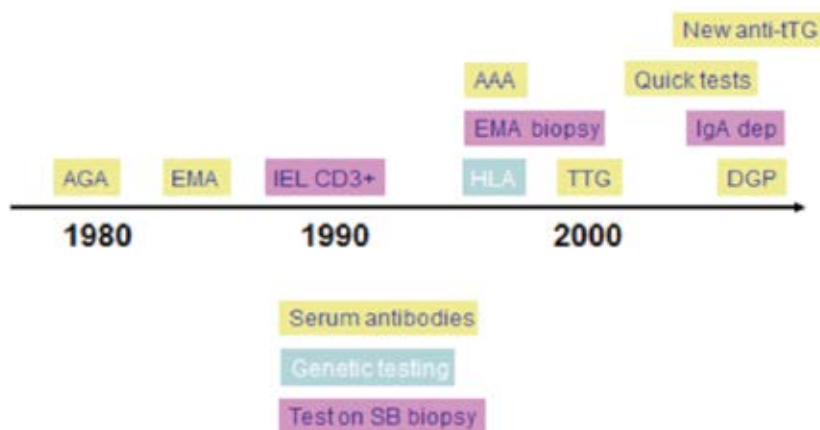 New anti-tTG
AAA
Quick tests
EMA biopsy
IgA dep
AGA
EMA
IEL CD3+
HLA
TTG
DGP
1980
1990
2000
Serum antibodies
Genetic testing
Test on SB biopsy